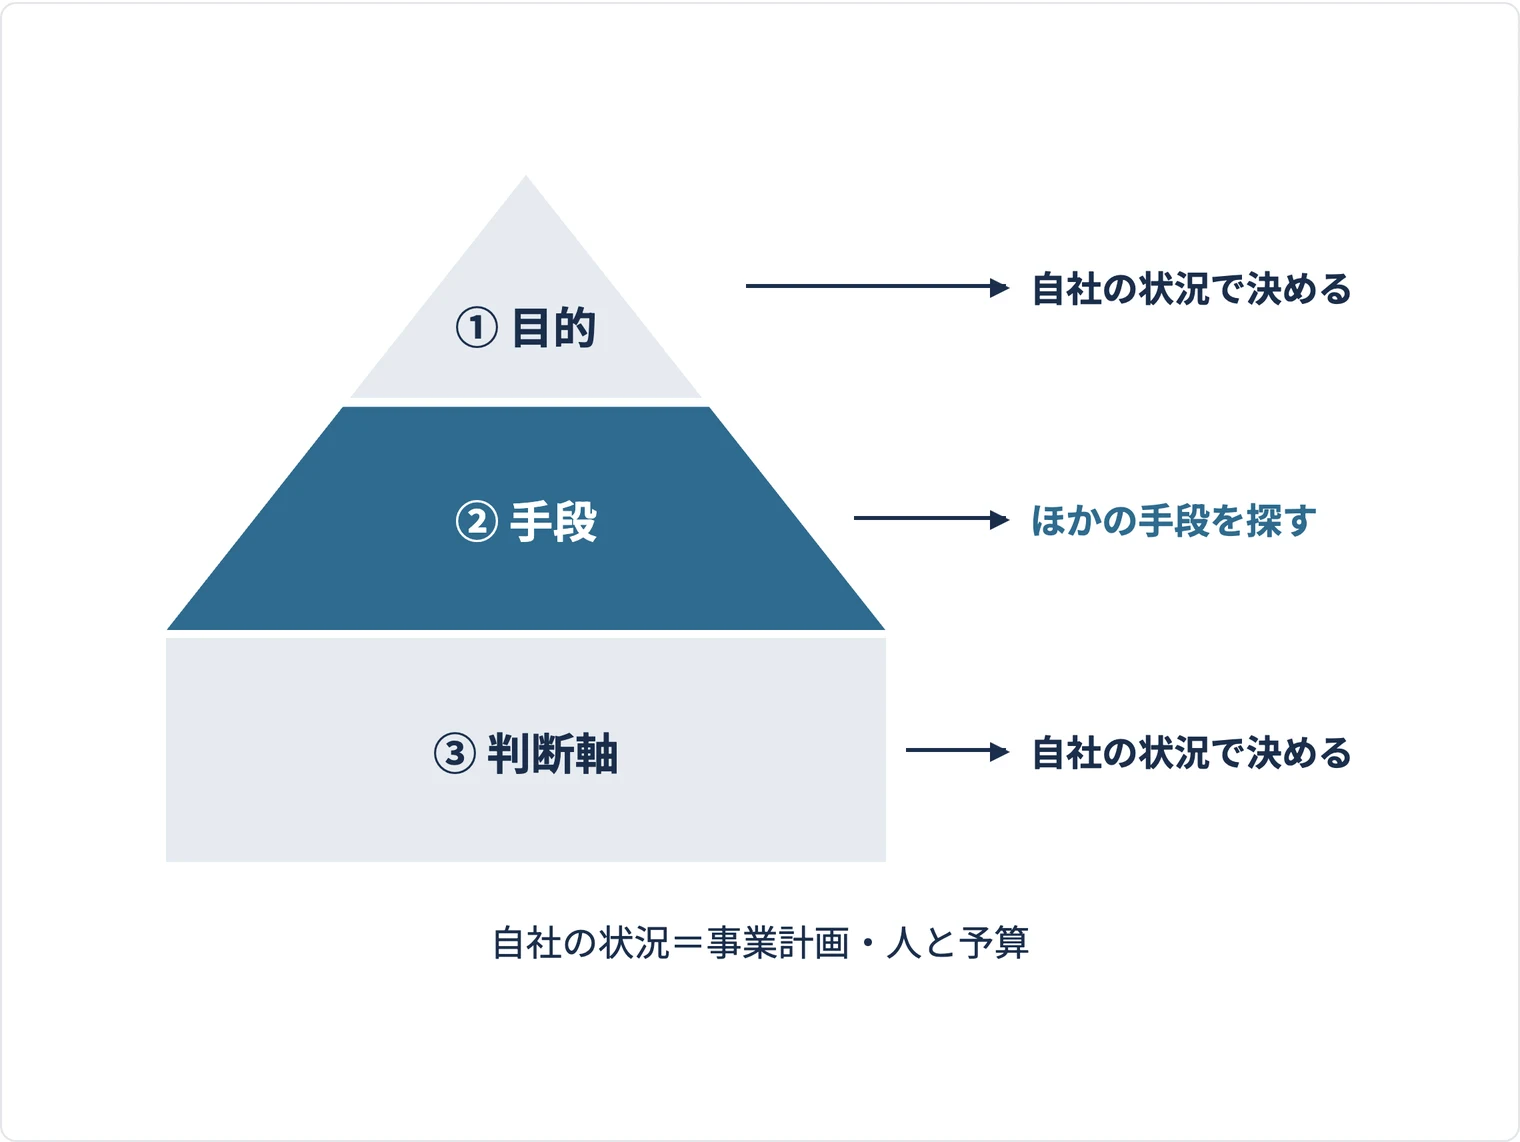 ① 目的
自社の状況で決める
② 手段
ほかの手段を探す
③ 判断軸
自社の状況で決める
自社の状況＝事業計画・人と予算